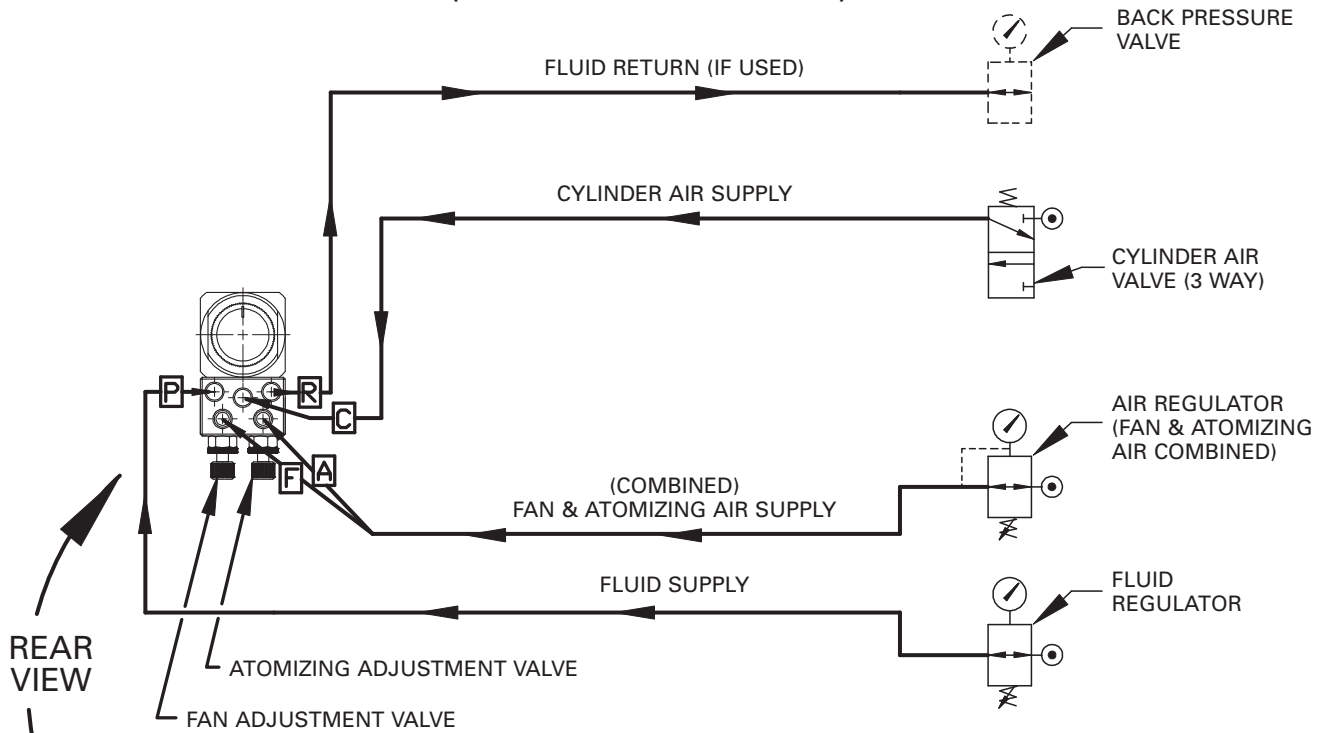 BACK PRESSURE
VALVE
FLUID RETURN (IF USED)
CYLINDER AIR SUPPLY
CYLINDER AIR
VALVE (3 WAY)
P
R
C
F
A
AIR REGULATOR
(FAN & ATOMIZING
AIR COMBINED)
(COMBINED)
FAN & ATOMIZING AIR SUPPLY
FLUID SUPPLY
FLUID
REGULATOR
REAR
VIEW
ATOMIZING ADJUSTMENT VALVE
FAN ADJUSTMENT VALVE